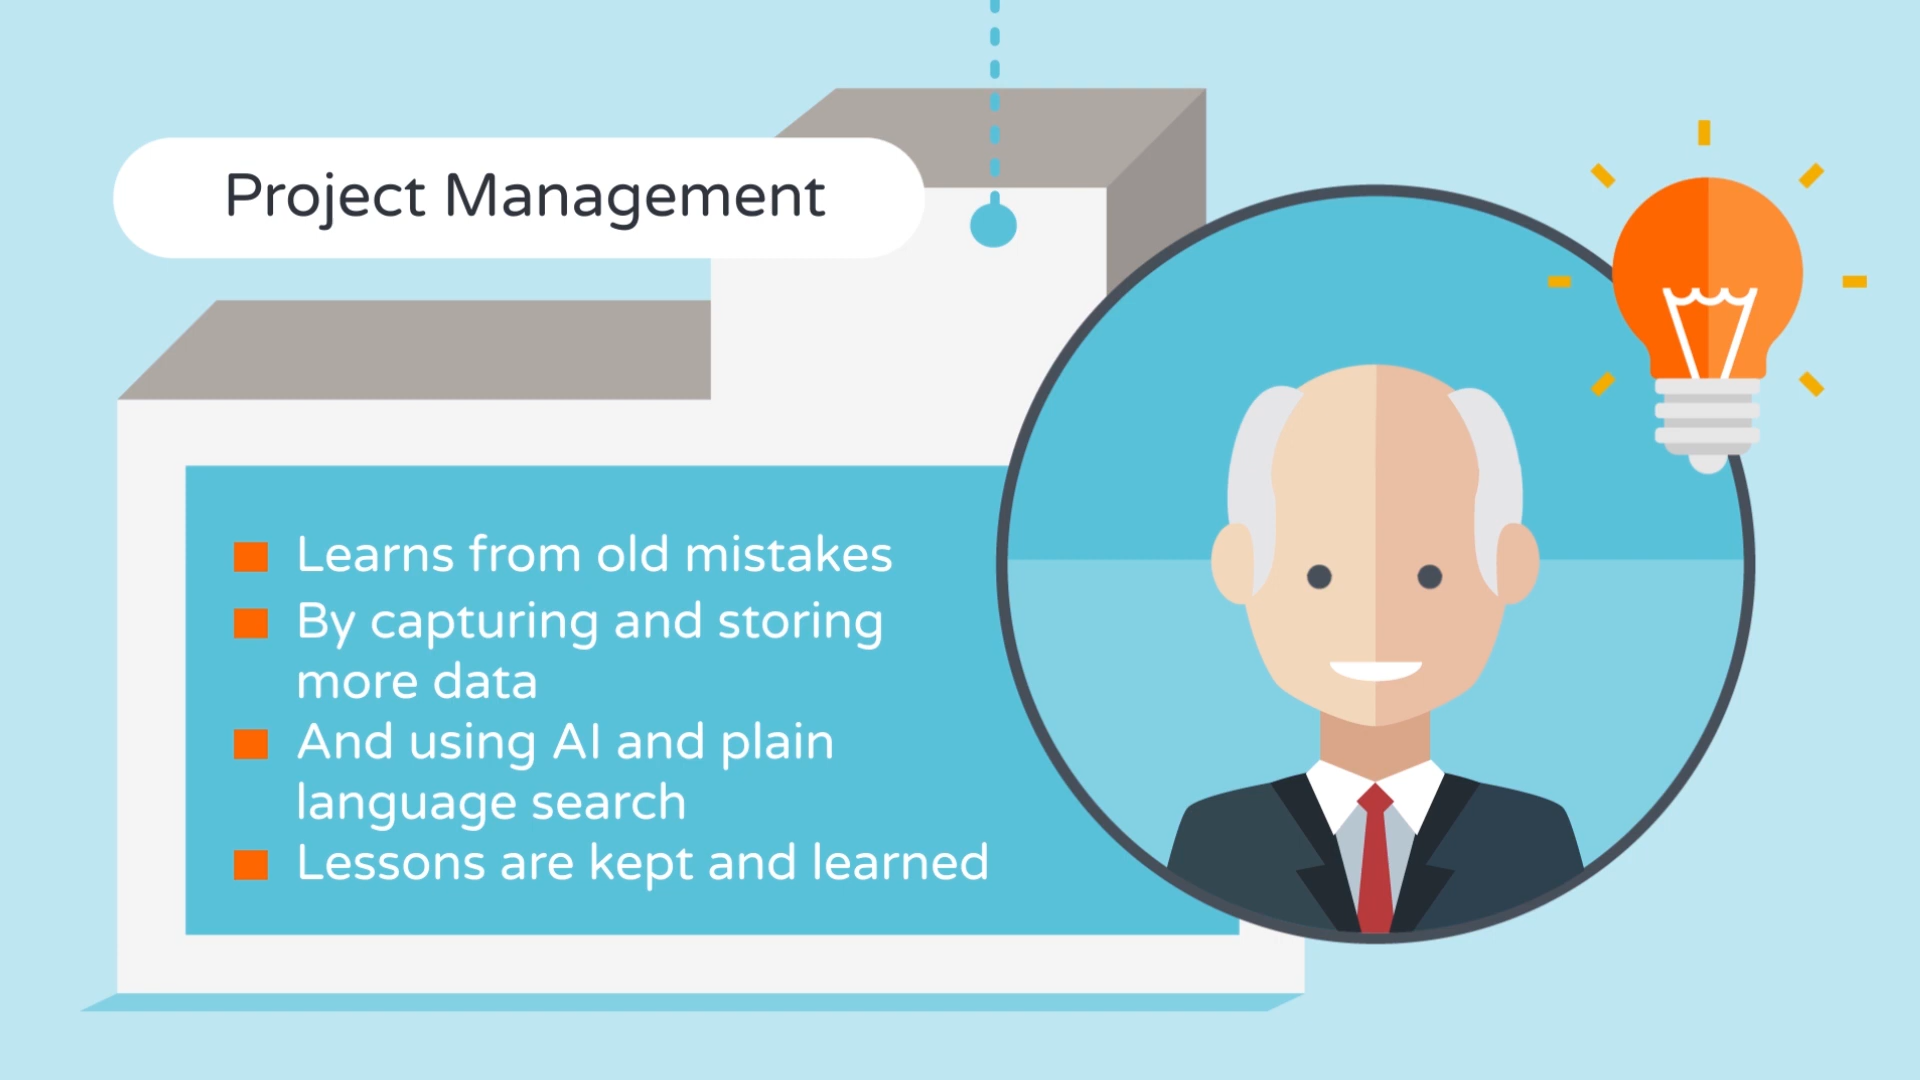 Project Management
Learns from old mistakes
By capturing and storing
more data
And using AI and plain
language search
Lessons are kept and learned